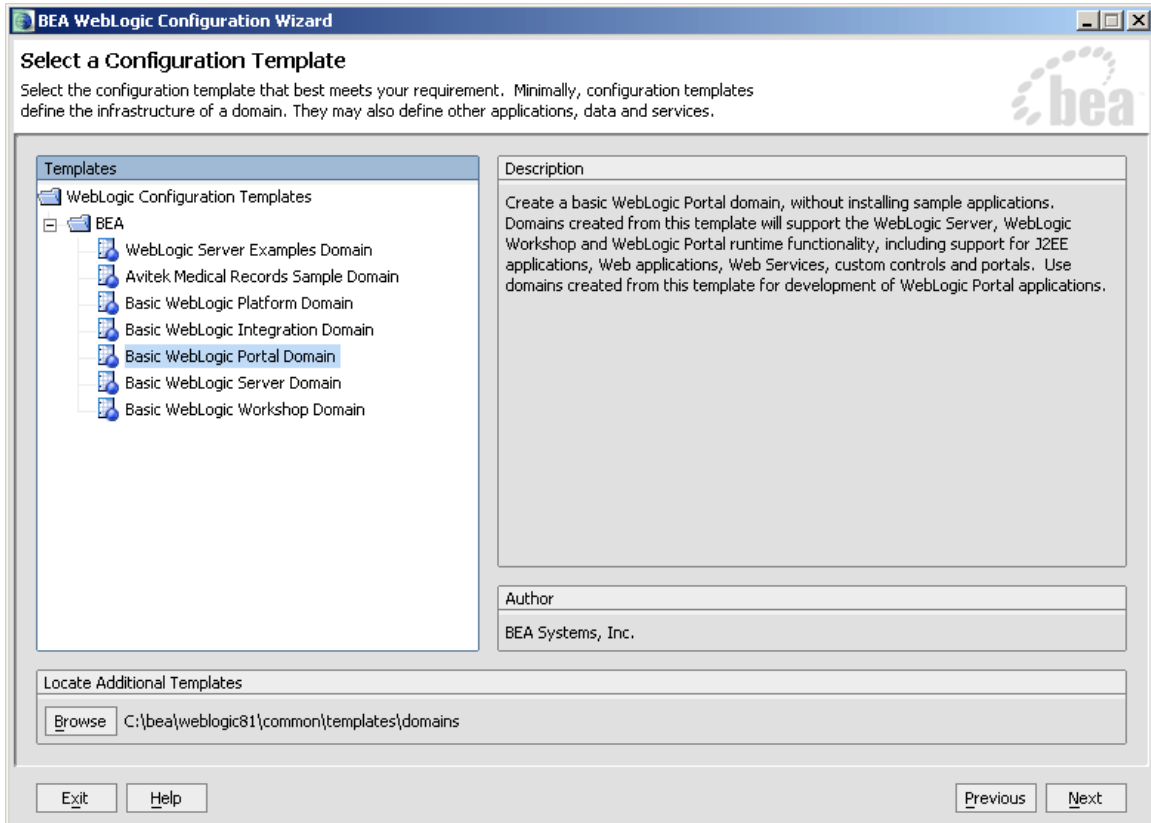 BEA WebLogic Configuration Wizard
Select a Configuration Template
Select the configuration template that best meets your requirement.  Minimally, configuration templates
define the infrastructure of a domain. They may also define other applications, data and services.
bea
Templates
WebLogic Configuration Templates
BEA
WebLogic Server Examples Domain
Avitek Medical Records Sample Domain
Basic WebLogic Platform Domain
Basic WebLogic Integration Domain
Basic WebLogic Portal Domain
Basic WebLogic Server Domain
Basic WebLogic Workshop Domain
Description
Create a basic WebLogic Portal domain, without installing sample applications.
Domains created from this template will support the WebLogic Server, WebLogic
Workshop and WebLogic Portal runtime functionality, including support for J2EE
applications, Web applications, Web Services, custom controls and portals.  Use
domains created from this template for development of WebLogic Portal applications.
Author
BEA Systems, Inc.
Locate Additional Templates
Browse C:\bea\weblogic81\common\templates\domains
Exit Help Previous Next